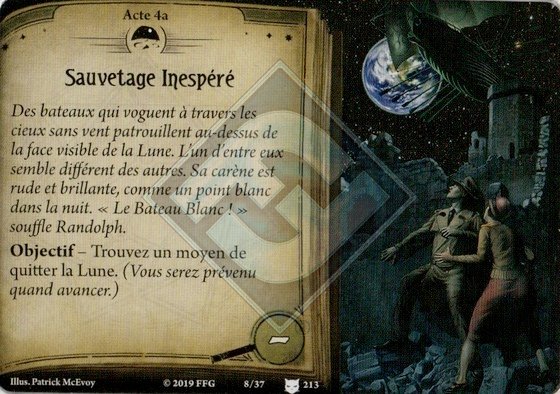 Acte 4a
Sauvetage Inespéré
Des bateaux qui voguent à travers les
cieux sans vent patrouillent au-dessus de
la face visible de la Lune. L'un d'entre eux
semble différent des autres. Sa carène est
rude et brillante, comme un point blanc
dans la nuit. « Le Bateau Blanc ! »
souffle Randolph.
Objectif – Trouvez un moyen de
quitter la Lune. (Vous serez prévenu
quand avancer.)
–
Illus. Patrick McEvoy © 2019 FFG 8/37 213